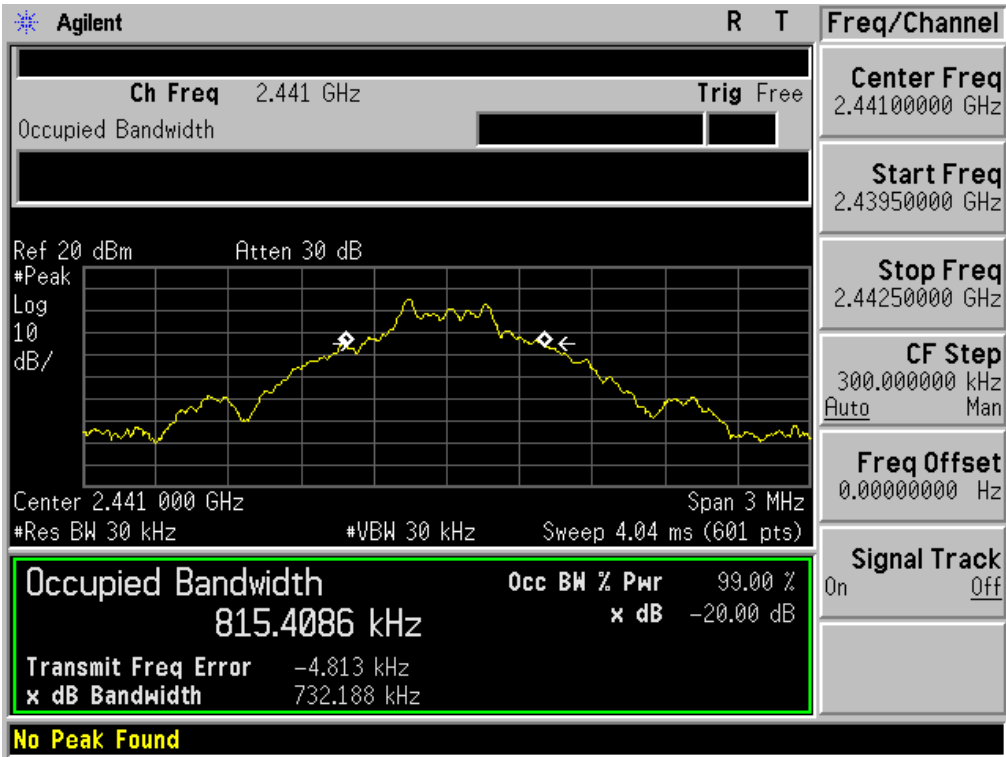 Agilent R T
Ch Freq 2.441 GHz Trig Free
Occupied Bandwidth
Ref 20 dBm Atten 30 dB
#Peak
Log
10
dB/
Center 2.441 000 GHz Span 3 MHz
#Res BW 30 kHz #VBW 30 kHz Sweep 4.04 ms (601 pts)
Occupied Bandwidth Occ BW % Pwr 99.00 %
815.4086 kHz x dB -20.00 dB
Transmit Freq Error -4.813 kHz
x dB Bandwidth 732.188 kHz
No Peak Found
Freq/Channel
Center Freq
2.44100000 GHz
Start Freq
2.43950000 GHz
Stop Freq
2.44250000 GHz
CF Step
300.000000 kHz
Auto Man
Freq Offset
0.00000000 Hz
Signal Track
On Off